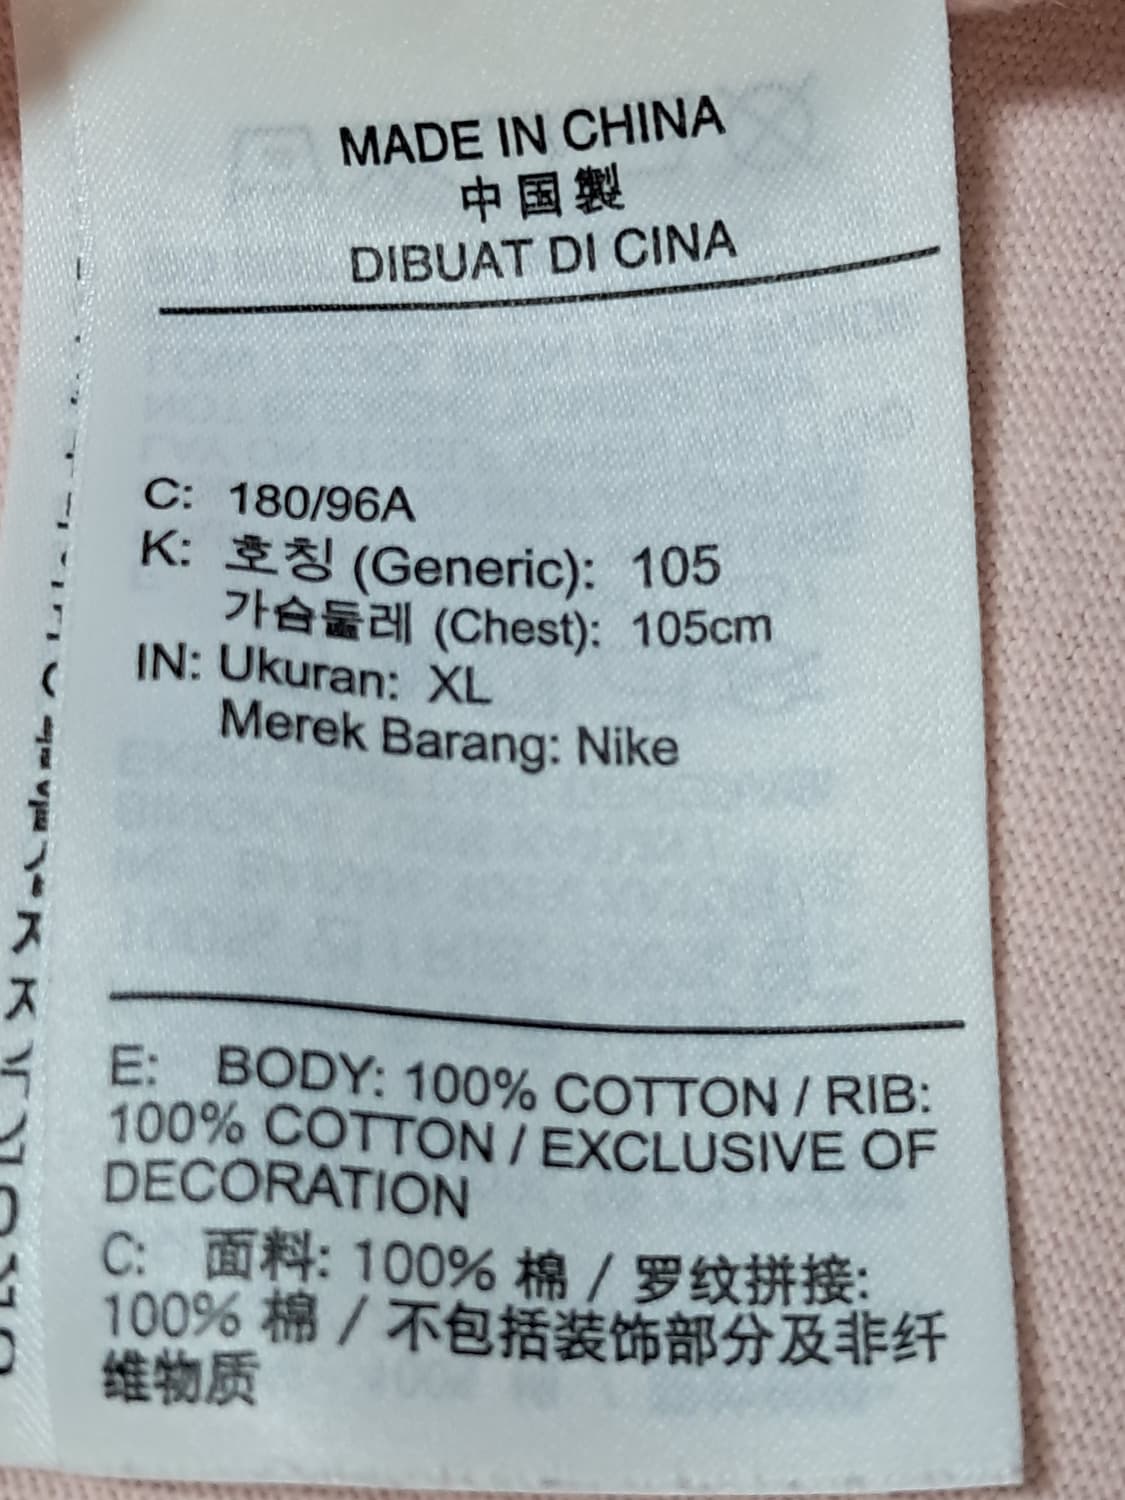 MADE IN CHINA
中国製
DIBUAT DI CINA
C: 180/96A
K: 호칭 (Generic): 105
가슴둘레 (Chest): 105cm
IN: Ukuran: XL
Merek Barang: Nike
E: BODY: 100% COTTON / RIB:
100% COTTON / EXCLUSIVE OF
DECORATION
C: 面料: 100% 棉 / 罗纹拼接:
100% 棉 / 不包括装饰部分及非纤
维物质